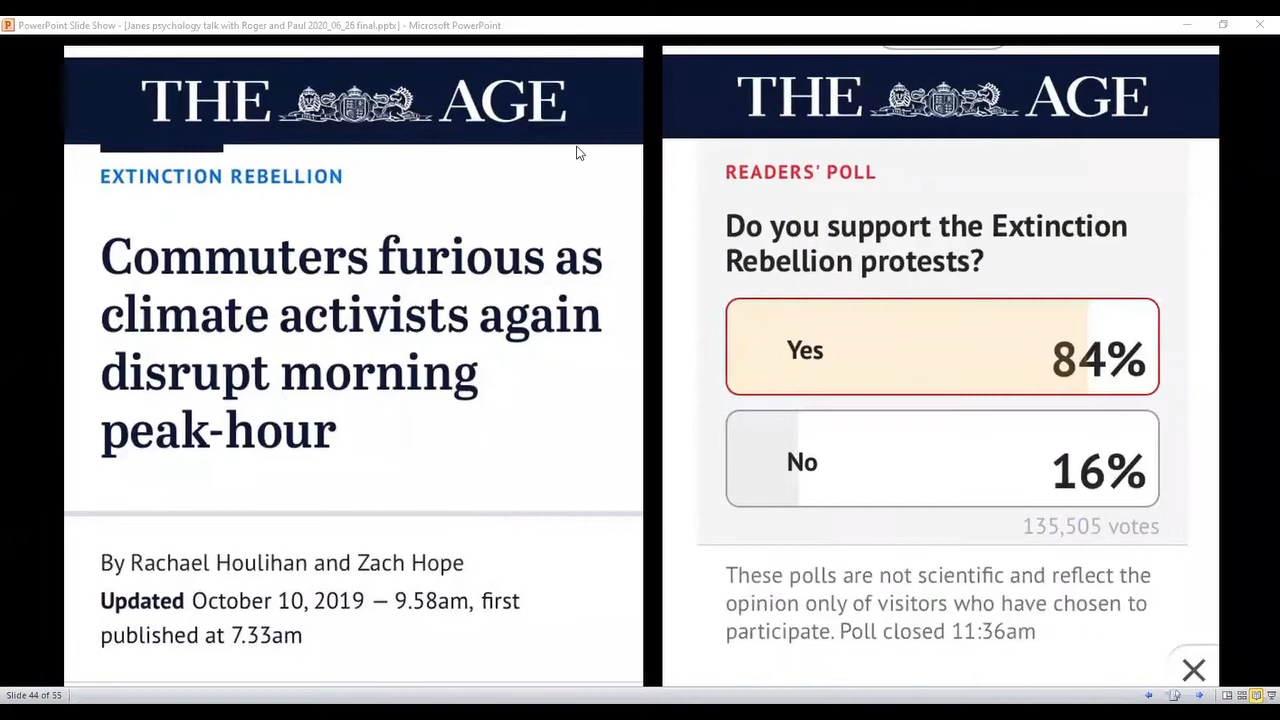 PowerPoint Slide Show - [Janes psychology talk with Roger and Paul 2020_06_26 final.pptx] - Microsoft PowerPoint
THE AGE
EXTINCTION REBELLION
Commuters furious as
climate activists again
disrupt morning
peak-hour
By Rachael Houlihan and Zach Hope
Updated October 10, 2019 — 9.58am, first
published at 7.33am
THE AGE
READERS' POLL
Do you support the Extinction
Rebellion protests?
Yes
84%
No
16%
135,505 votes
These polls are not scientific and reflect the
opinion only of visitors who have chosen to
participate. Poll closed 11:36am
Slide 44 of 55